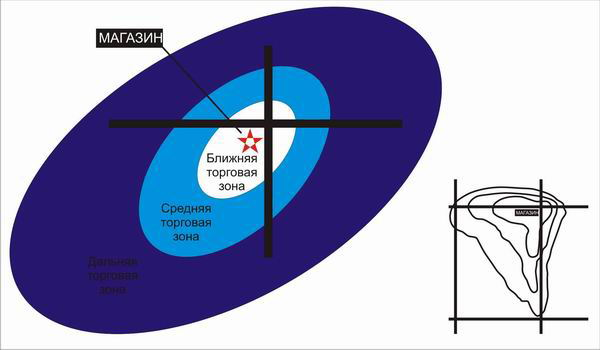 МАГАЗИН
Ближняя
торговая
зона
Средняя
торговая
зона
Дальняя
торговая
зона
МАГАЗИН